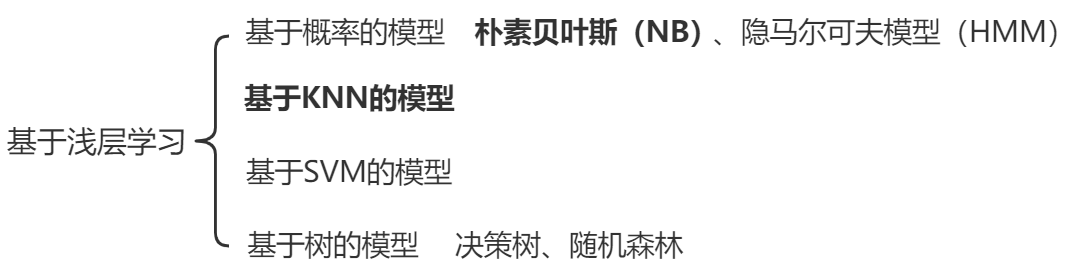 基于概率的模型 朴素贝叶斯（NB）、隐马尔可夫模型（HMM）
基于KNN的模型
基于浅层学习
基于SVM的模型
基于树的模型 决策树、随机森林